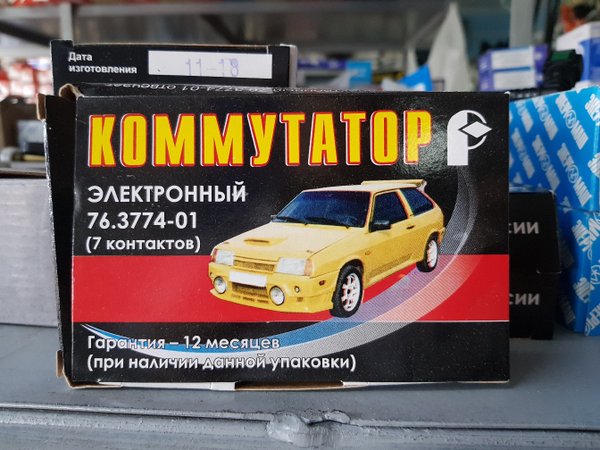 Дата
изготовления
11-18
КОММУТАТОР
ЭЛЕКТРОННЫЙ
76.3774-01
(7 контактов)
Гарантия – 12 месяцев
(при наличии данной упаковки)